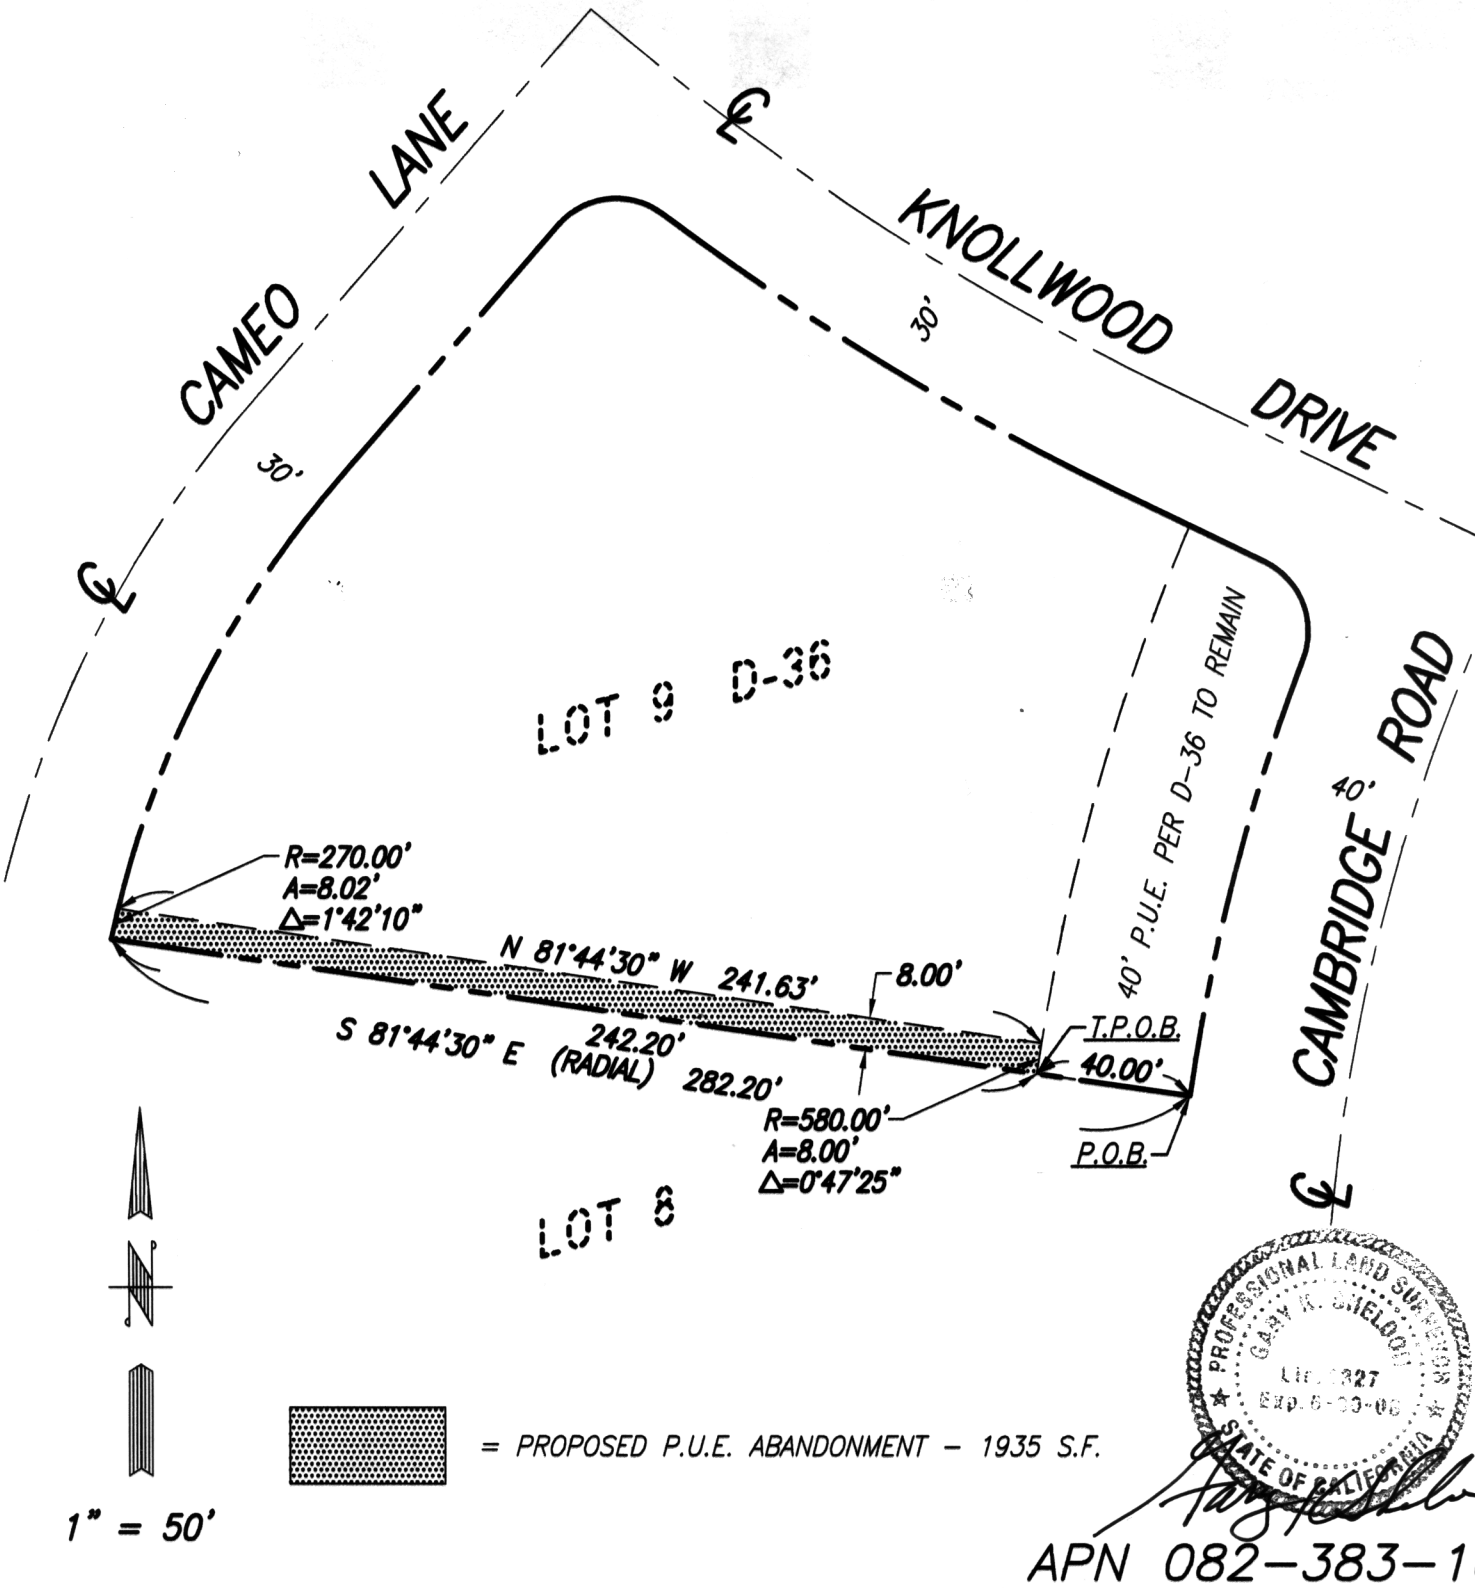 CAMEO LANE
℄
KNOLLWOOD DRIVE
30'
30'
℄
LOT 9 D-36
40' P.U.E. PER D-36 TO REMAIN
40'
CAMBRIDGE ROAD
R=270.00'
A=8.02'
Δ=1°42'10"
N 81°44'30" W 241.63'
8.00'
S 81°44'30" E (RADIAL)
242.20'
282.20'
T.P.O.B.
40.00'
R=580.00'
A=8.00'
Δ=0°47'25"
P.O.B.
℄
LOT 8
N
PROFESSIONAL LAND SURVEYOR
GARY K. SHELDON
STATE OF CALIFORNIA
= PROPOSED P.U.E. ABANDONMENT - 1935 S.F.
1" = 50'
APN 082-383-1